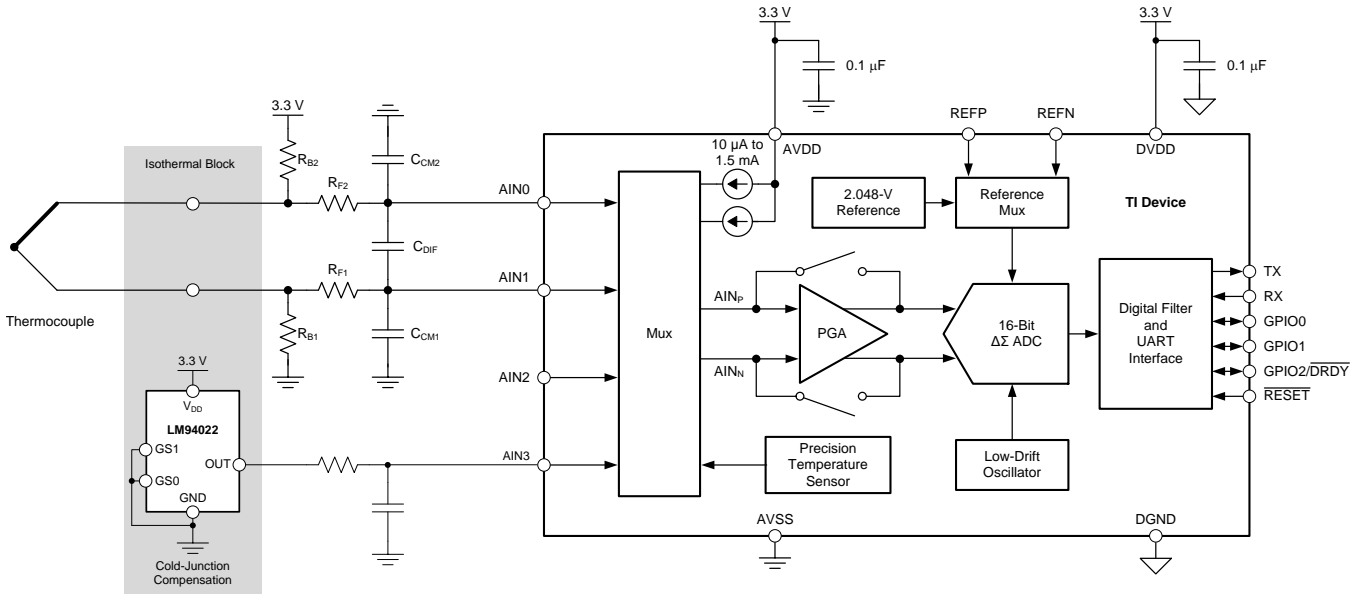 3.3 V
0.1 μF
3.3 V
0.1 μF
3.3 V
REFP
REFN
AVDD
DVDD
10 μA to
1.5 mA
Isothermal Block
RB2
CCM2
RF2
AIN0
2.048-V
Reference
Reference
Mux
TI Device
CDIF
RF1
AIN1
Thermocouple
RB1
CCM1
Mux
AINP
AINN
PGA
16-Bit
ΔΣ ADC
Digital Filter
and
UART
Interface
TX
RX
GPIO0
GPIO1
GPIO2/DRDY
RESET
3.3 V
VDD
LM94022
GS1
GS0
OUT
GND
AIN2
AIN3
Precision
Temperature
Sensor
Low-Drift
Oscillator
AVSS
DGND
Cold-Junction
Compensation